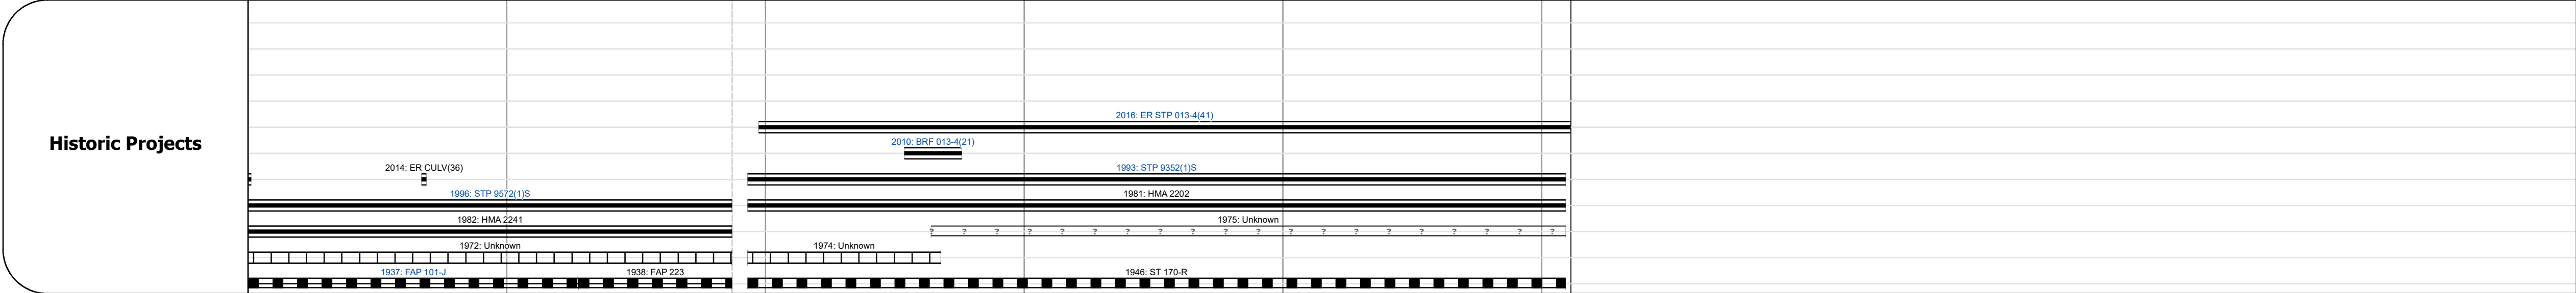 Historic Projects
2016: ER STP 013-4(41)
2010: BRF 013-4(21)
2014: ER CULV(36)
1993: STP 9352(1)S
1996: STP 9572(1)S
1981: HMA 2202
1982: HMA 2241
1975: Unknown
? ? ? ? ? ? ? ? ? ? ? ? ? ? ? ? ? ? ? ?
1972: Unknown
1974: Unknown
1937: FAP 101-J
1938: FAP 223
1946: ST 170-R